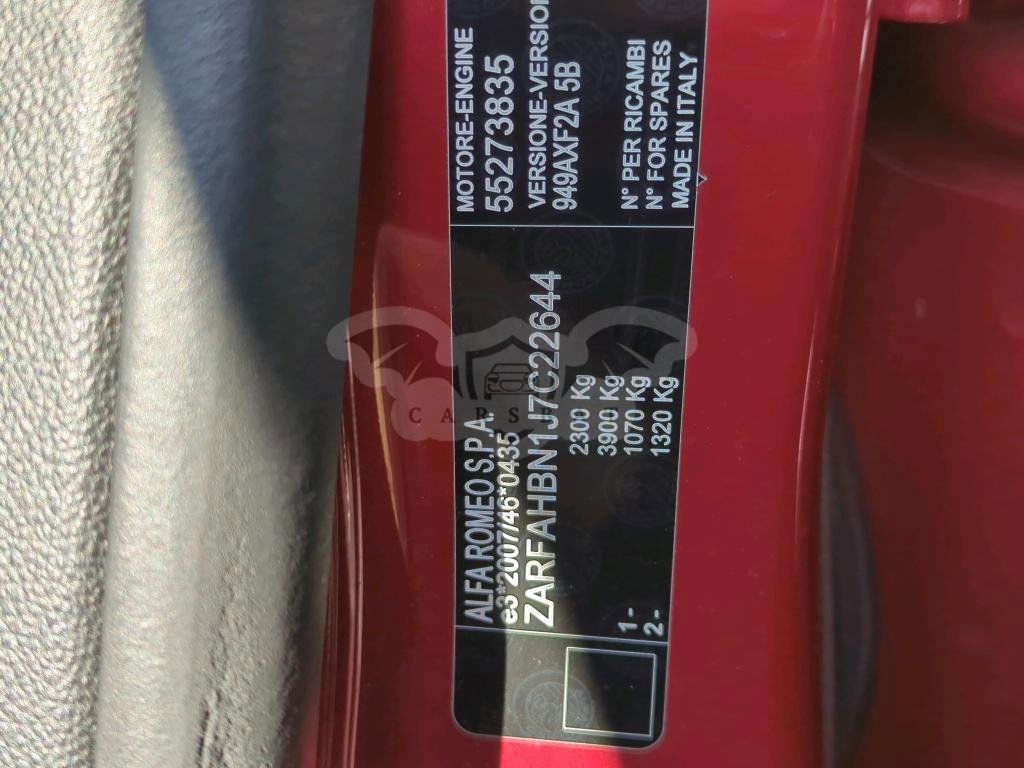 ALFA ROMEO S.P.A.
e3*2007/46*0435
ZARFAHBN1J7C22644
2300 Kg
3900 Kg
1 - 1070 Kg
2 - 1320 Kg
MOTORE-ENGINE
55273835
VERSIONE-VERSION
949AXF2A 5B
N° PER RICAMBI
N° FOR SPARES
MADE IN ITALY